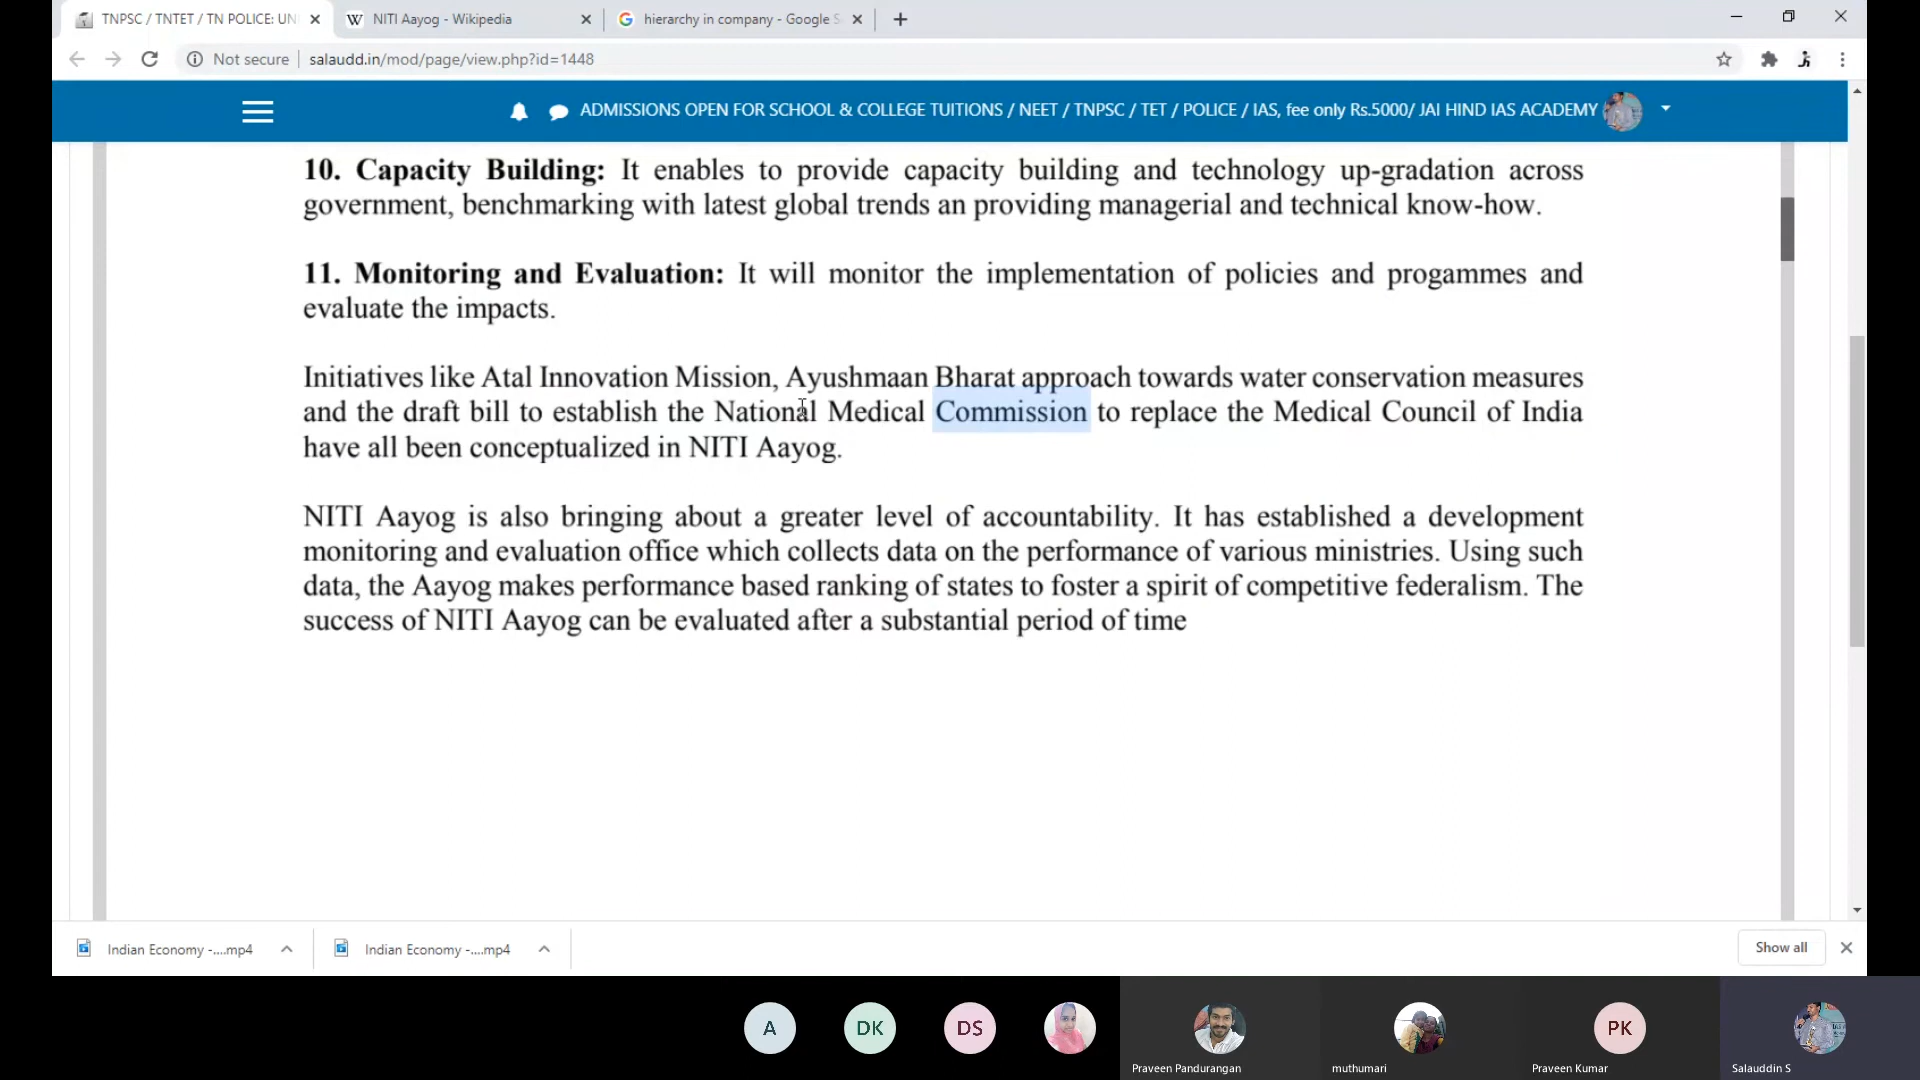 TNPSC / TNTET / TN POLICE: UN
NITI Aayog - Wikipedia
hierarchy in company - Google S
Not secure
salaudd.in/mod/page/view.php?id=1448
ADMISSIONS OPEN FOR SCHOOL & COLLEGE TUITIONS / NEET / TNPSC / TET / POLICE / IAS, fee only Rs.5000/ JAI HIND IAS ACADEMY
10. Capacity Building: It enables to provide capacity building and technology up-gradation across
government, benchmarking with latest global trends an providing managerial and technical know-how.
11. Monitoring and Evaluation: It will monitor the implementation of policies and progammes and
evaluate the impacts.
Initiatives like Atal Innovation Mission, Ayushmaan Bharat approach towards water conservation measures
and the draft bill to establish the National Medical Commission to replace the Medical Council of India
have all been conceptualized in NITI Aayog.
NITI Aayog is also bringing about a greater level of accountability. It has established a development
monitoring and evaluation office which collects data on the performance of various ministries. Using such
data, the Aayog makes performance based ranking of states to foster a spirit of competitive federalism. The
success of NITI Aayog can be evaluated after a substantial period of time
Indian Economy -....mp4
Indian Economy -....mp4
Show all
A
DK
DS
PK
Praveen Pandurangan
muthumari
Praveen Kumar
Salauddin S